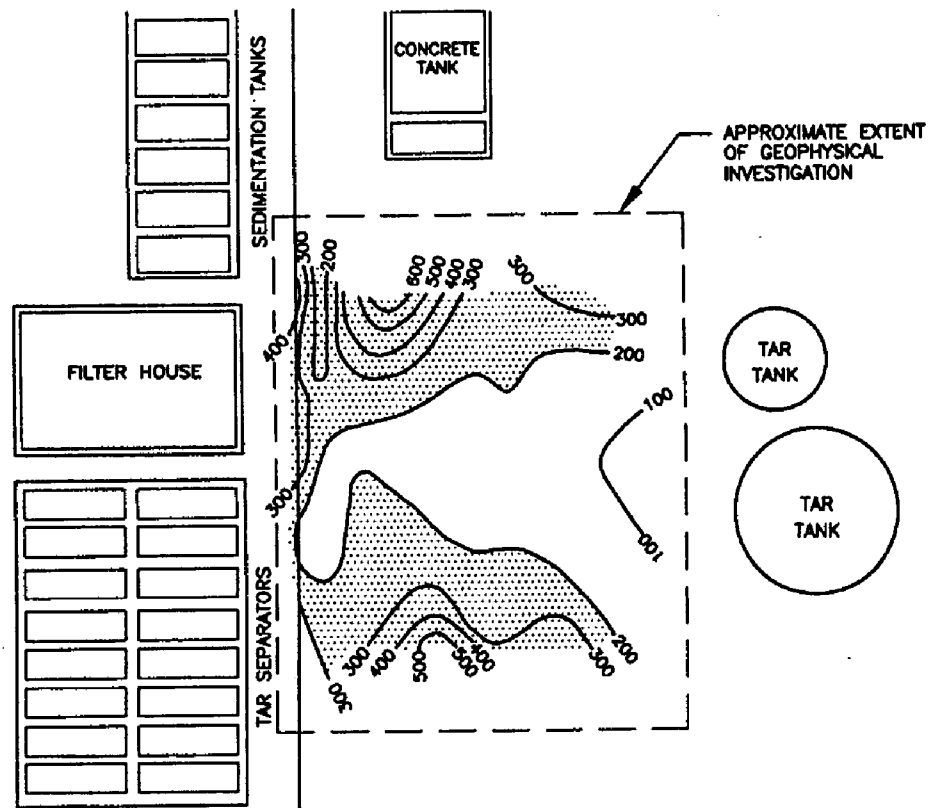 SEDIMENTATION TANKS
CONCRETE
TANK
APPROXIMATE EXTENT
OF GEOPHYSICAL
INVESTIGATION
300
200
600
500
400
300
300
400
300
200
FILTER HOUSE
TAR
TANK
100
300
TAR
TANK
100
TAR SEPARATORS
200
300
400
500
500
400
300
300